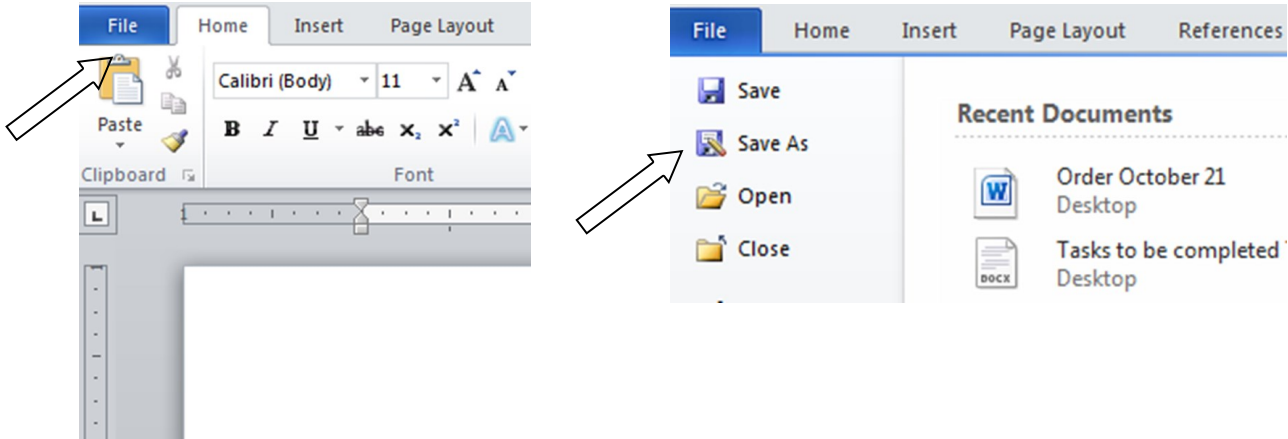 File Home Insert Page Layout
Calibri (Body) 11 A A
Paste B I U abc X₂ X²  A
Clipboard Font
L
1
File Home Insert Page Layout References
Save
Recent Documents
Save As
W Order October 21
Desktop
Open
Close
Tasks to be completed
DOCX Desktop